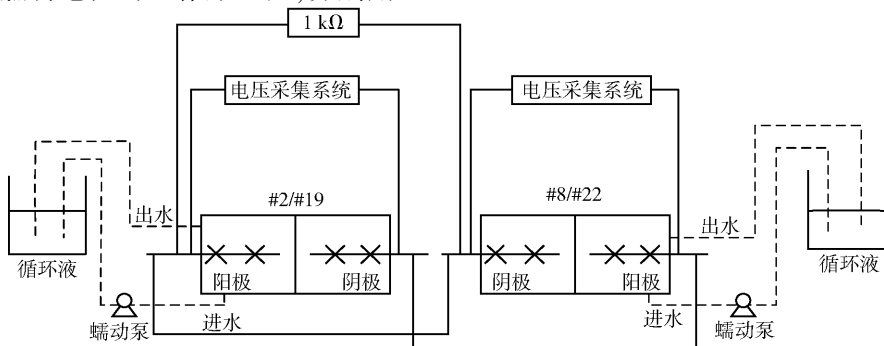 1 kΩ
电压采集系统
电压采集系统
#2/#19
#8/#22
出水
出水
循环液
阳极
阴极
阴极
阳极
循环液
进水
进水
蠕动泵
蠕动泵